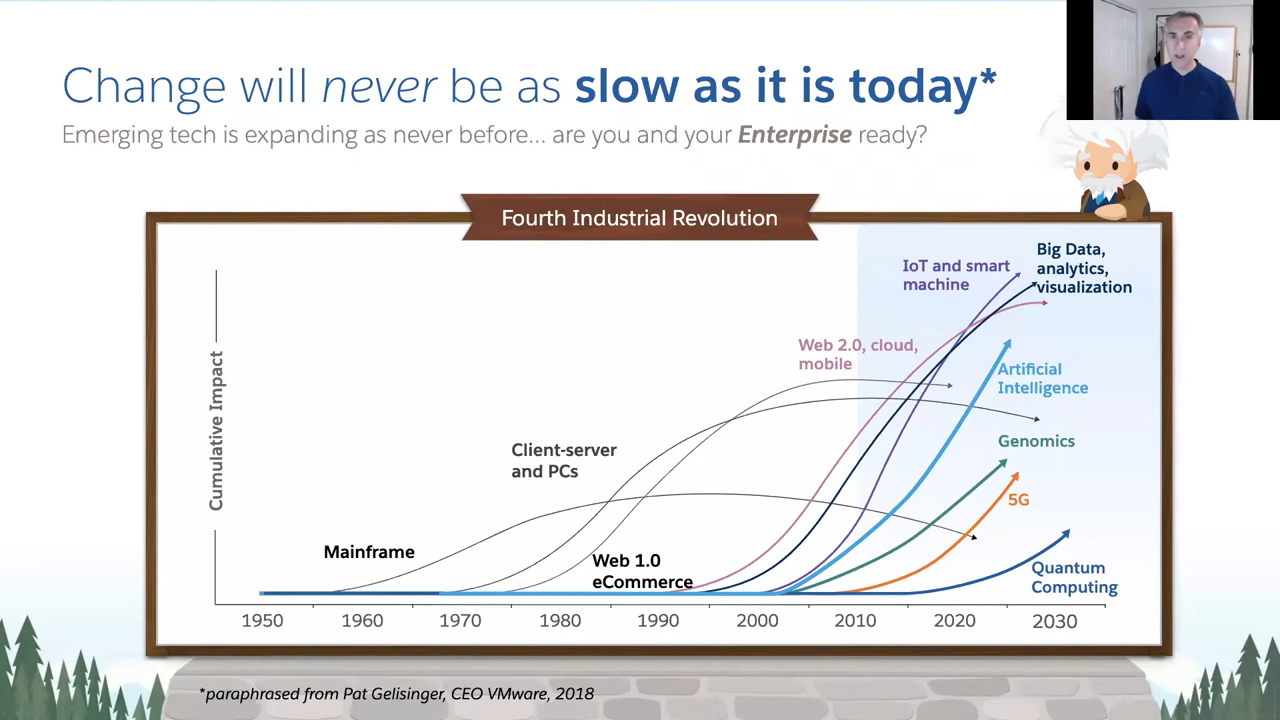 Change will never be as slow as it is today*
Emerging tech is expanding as never before... are you and your Enterprise ready?
Fourth Industrial Revolution
Big Data,
analytics,
visualization
IoT and smart
machine
Web 2.0, cloud,
mobile
Artificial
Intelligence
Genomics
Client-server
and PCs
5G
Mainframe
Web 1.0
eCommerce
Quantum
Computing
Cumulative Impact
1950 1960 1970 1980 1990 2000 2010 2020 2030
*paraphrased from Pat Gelisinger, CEO VMware, 2018